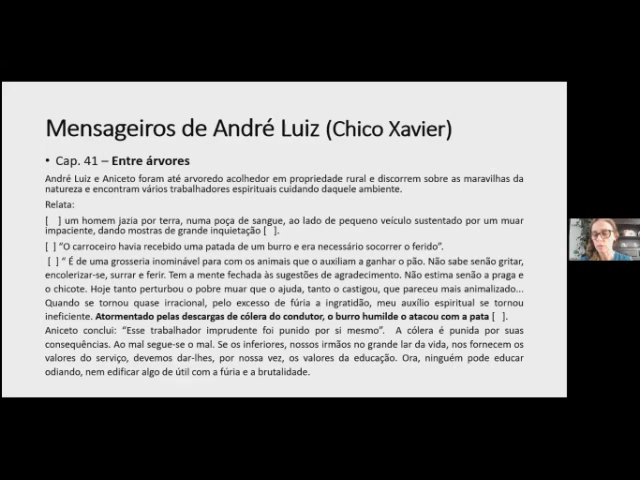 Mensageiros de André Luiz (Chico Xavier)
• Cap. 41 – Entre árvores
André Luiz e Aniceto foram até arvoredo acolhedor em propriedade rural e discorrem sobre as maravilhas da
natureza e encontram vários trabalhadores espirituais cuidando daquele ambiente.
Relata:
[   ] um homem jazia por terra, numa poça de sangue, ao lado de pequeno veículo sustentado por um muar
impaciente, dando mostras de grande inquietação [   ].
[  ] "O carroceiro havia recebido uma patada de um burro e era necessário socorrer o ferido".
[  ] " É de uma grosseria inominável para com os animais que o auxiliam a ganhar o pão. Não sabe senão gritar,
encolerizar-se, surrar e ferir. Tem a mente fechada às sugestões de agradecimento. Não estima senão a praga e
o chicote. Hoje tanto perturbou o pobre muar que o ajuda, tanto o castigou, que pareceu mais animalizado...
Quando se tornou quase irracional, pelo excesso de fúria a ingratidão, meu auxílio espiritual se tornou
ineficiente. Atormentado pelas descargas de cólera do condutor, o burro humilde o atacou com a pata [   ].
Aniceto conclui: "Esse trabalhador imprudente foi punido por si mesmo". A cólera é punida por suas
consequências. Ao mal segue-se o mal. Se os inferiores, nossos irmãos no grande lar da vida, nos fornecem os
valores do serviço, devemos dar-lhes, por nossa vez, os valores da educação. Ora, ninguém pode educar
odiando, nem edificar algo de útil com a fúria e a brutalidade.